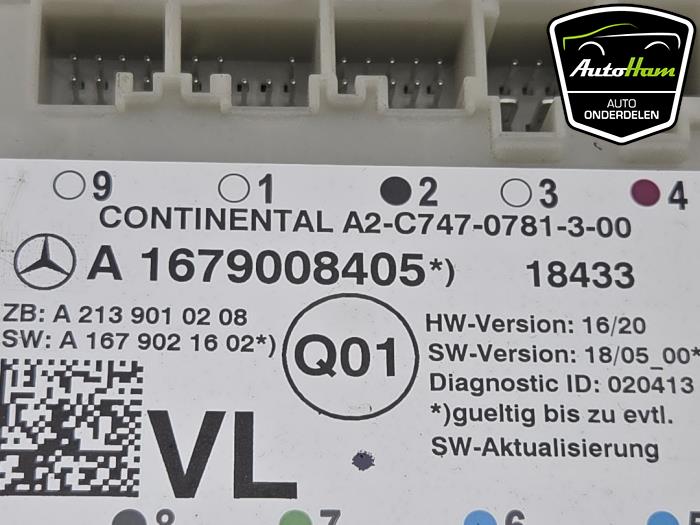 AutoHam
AUTO
ONDERDELEN
9 1 2 3 4
CONTINENTAL A2-C747-0781-3-00
A 1679008405*) 18433
ZB: A 213 901 02 08
SW: A 167 902 16 02*)
Q01
HW-Version: 16/20
SW-Version: 18/05_00*
Diagnostic ID: 020413
*)gueltig bis zu evtl.
SW-Aktualisierung
VL
8 7 6 5